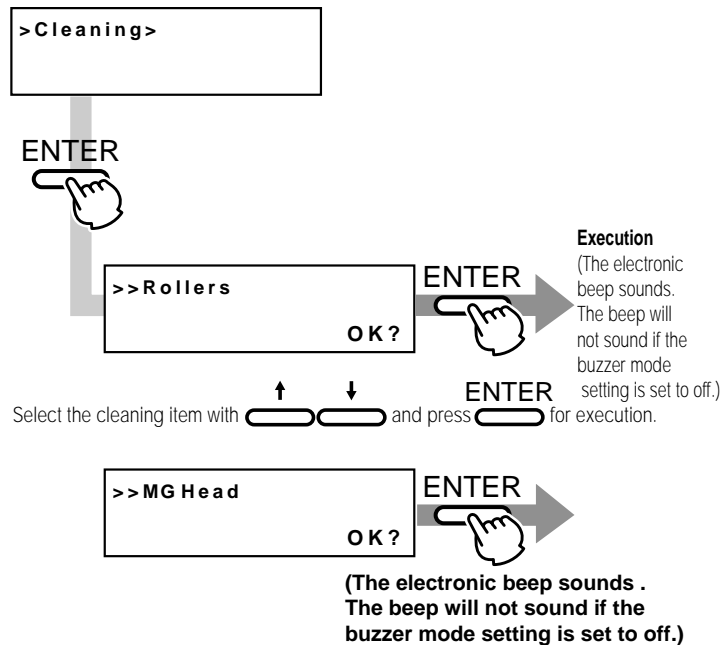 >Cleaning>
ENTER
>>Rollers
OK?
ENTER
Execution
(The electronic
beep sounds.
The beep will
not sound if the
buzzer mode
setting is set to off.)
↑ ↓ ENTER
Select the cleaning item with and press for execution.
>>MG Head
OK?
ENTER
(The electronic beep sounds .
The beep will not sound if the
buzzer mode setting is set to off.)